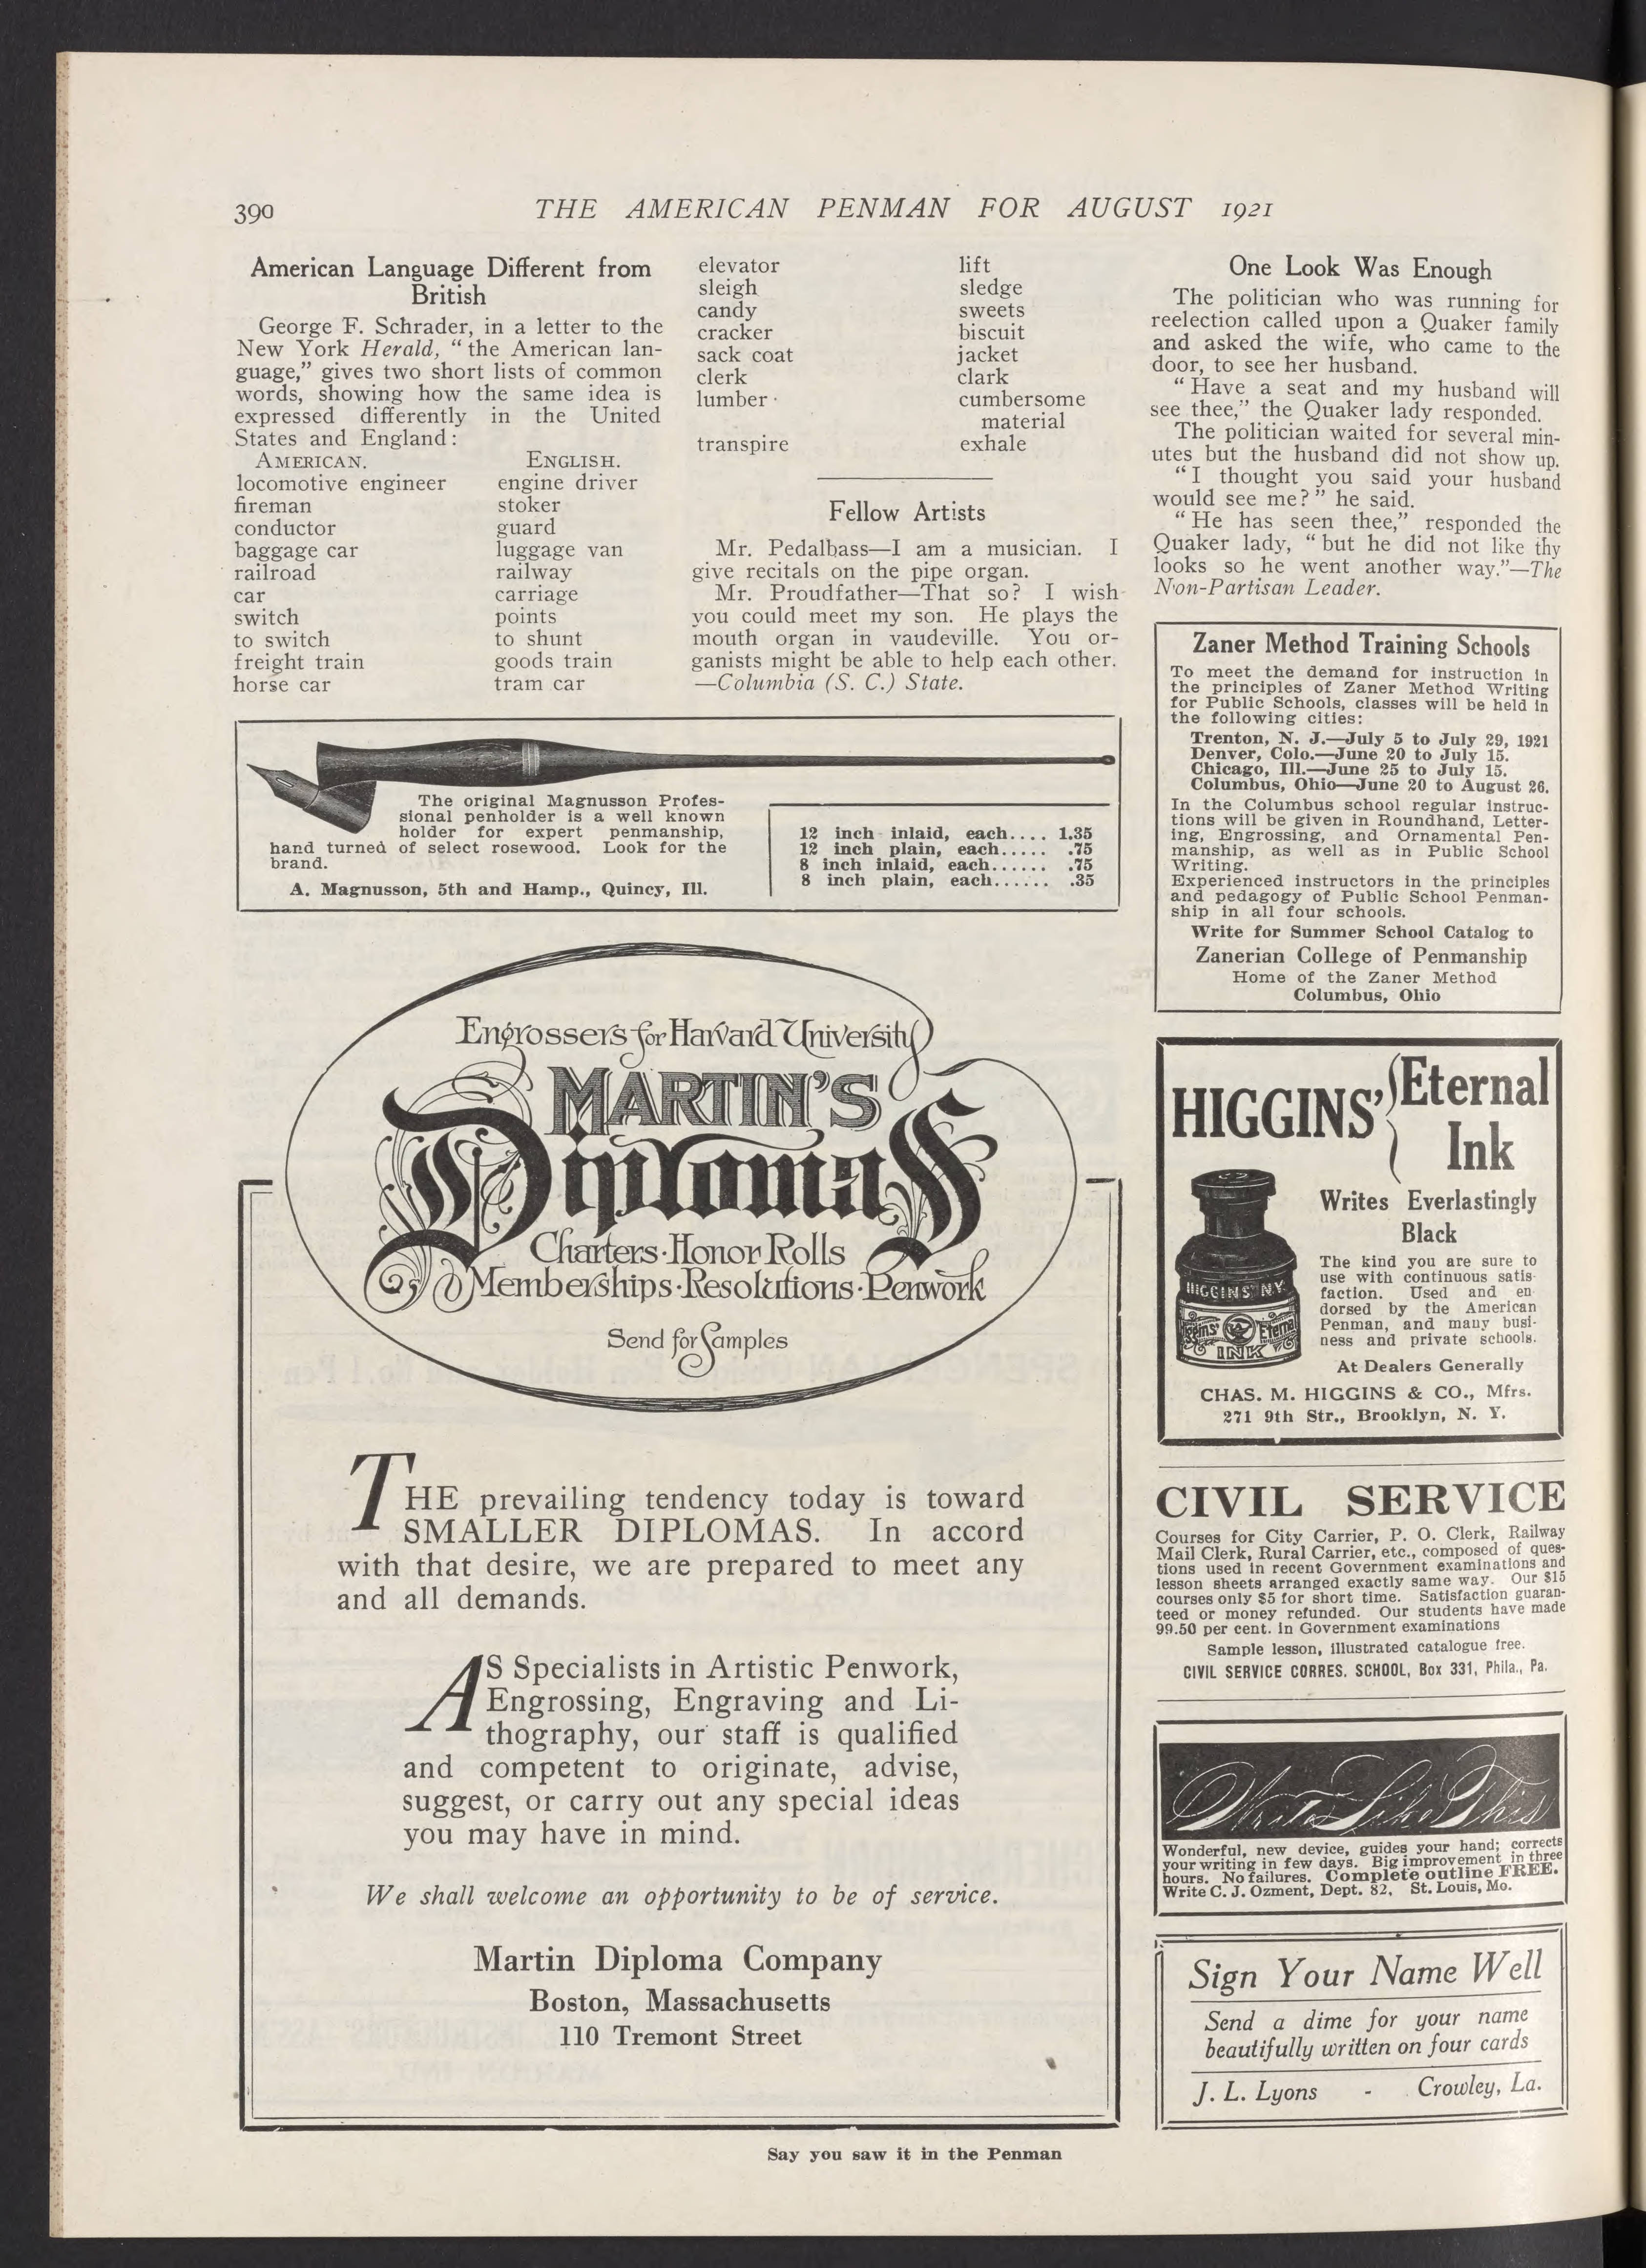 390
THE AMERICAN PENMAN FOR AUGUST 1921
American Language Different from
British
George F. Schrader, in a letter to the
New York Herald, "the American lan-
guage," gives two short lists of common
words, showing how the same idea is
expressed differently in the United
States and England:
AMERICAN. ENGLISH.
locomotive engineer engine driver
fireman stoker
conductor guard
baggage car luggage van
railroad railway
car carriage
switch points
to switch to shunt
freight train goods train
horse car tram car
elevator lift
sleigh sledge
candy sweets
cracker biscuit
sack coat jacket
clerk clark
lumber cumbersome
material
transpire exhale
Fellow Artists
Mr. Pedalbass—I am a musician. I
give recitals on the pipe organ.
Mr. Proudfather—That so? I wish
you could meet my son. He plays the
mouth organ in vaudeville. You or-
ganists might be able to help each other.
—Columbia (S. C.) State.
One Look Was Enough
The politician who was running for
reelection called upon a Quaker family
and asked the wife, who came to the
door, to see her husband.
"Have a seat and my husband will
see thee," the Quaker lady responded.
The politician waited for several min-
utes but the husband did not show up.
"I thought you said your husband
would see me?" he said.
"He has seen thee," responded the
Quaker lady, "but he did not like thy
looks so he went another way."—The
Non-Partisan Leader.
The original Magnusson Profes-
sional penholder is a well known
holder for expert penmanship,
hand turned of select rosewood. Look for the
brand.
A. Magnusson, 5th and Hamp., Quincy, Ill.
12 inch inlaid, each.... 1.35
12 inch plain, each..... .75
8 inch inlaid, each...... .75
8 inch plain, each...... .35
Zaner Method Training Schools
To meet the demand for instruction in
the principles of Zaner Method Writing
for Public Schools, classes will be held in
the following cities:
Trenton, N. J.—July 5 to July 29, 1921
Denver, Colo.—June 20 to July 15.
Chicago, Ill.—June 25 to July 15.
Columbus, Ohio—June 20 to August 26.
In the Columbus school regular instruc-
tions will be given in Roundhand, Letter-
ing, Engrossing, and Ornamental Pen-
manship, as well as in Public School
Writing.
Experienced instructors in the principles
and pedagogy of Public School Penman-
ship in all four schools.
Write for Summer School Catalog to
Zanerian College of Penmanship
Home of the Zaner Method
Columbus, Ohio
Engrossers for Harvard University
MARTIN'S
Diplomas
Charters·Honor Rolls
Memberships·Resolutions·Penwork
Send for Samples
THE prevailing tendency today is toward
SMALLER DIPLOMAS. In accord
with that desire, we are prepared to meet any
and all demands.
AS Specialists in Artistic Penwork,
Engrossing, Engraving and Li-
thography, our staff is qualified
and competent to originate, advise,
suggest, or carry out any special ideas
you may have in mind.
We shall welcome an opportunity to be of service.
Martin Diploma Company
Boston, Massachusetts
110 Tremont Street
HIGGINS' Eternal
Ink
Writes Everlastingly
Black
The kind you are sure to
use with continuous satis-
faction. Used and en
dorsed by the American
Penman, and many busi-
ness and private schools.
HIGGINS' N.Y.
Higgins' Eternal
INK
At Dealers Generally
CHAS. M. HIGGINS & CO., Mfrs.
271 9th Str., Brooklyn, N. Y.
CIVIL SERVICE
Courses for City Carrier, P. O. Clerk, Railway
Mail Clerk, Rural Carrier, etc., composed of ques-
tions used in recent Government examinations and
lesson sheets arranged exactly same way. Our $15
courses only $5 for short time. Satisfaction guaran-
teed or money refunded. Our students have made
99.50 per cent. in Government examinations
Sample lesson, illustrated catalogue free.
CIVIL SERVICE CORRES. SCHOOL, Box 331, Phila., Pa.
Write Like This
Wonderful, new device, guides your hand; corrects
your writing in few days. Big improvement in three
hours. No failures. Complete outline FREE.
Write C. J. Ozment, Dept. 82, St. Louis, Mo.
Sign Your Name Well
Send a dime for your name
beautifully written on four cards
J. L. Lyons - Crowley, La.
Say you saw it in the Penman